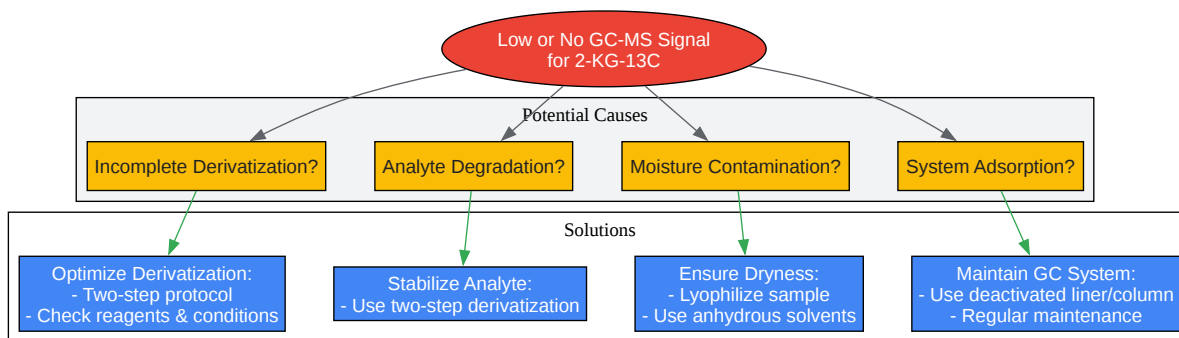 Low or No GC-MS Signal
for 2-KG-13C
Potential Causes
Incomplete Derivatization?
Analyte Degradation?
Moisture Contamination?
System Adsorption?
Solutions
Optimize Derivatization:
- Two-step protocol
- Check reagents & conditions
Stabilize Analyte:
- Use two-step derivatization
Ensure Dryness:
- Lyophilize sample
- Use anhydrous solvents
Maintain GC System:
- Use deactivated liner/column
- Regular maintenance